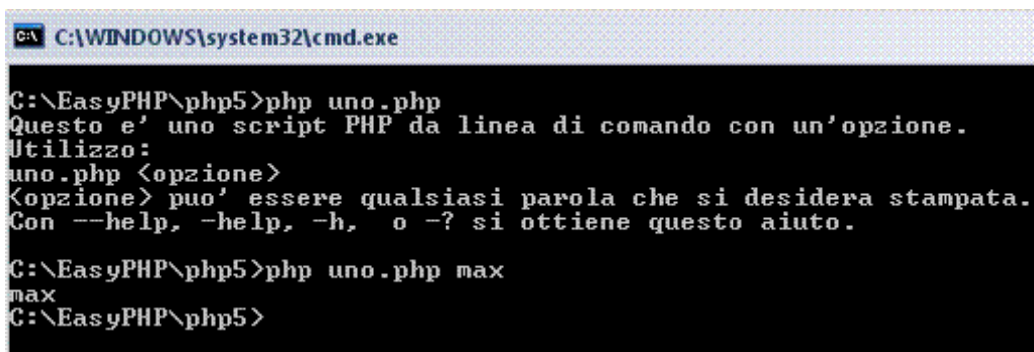 C:\WINDOWS\system32\cmd.exe
C:\EasyPHP\php5>php uno.php
Questo e' uno script PHP da linea di comando con un'opzione.
Utilizzo:
uno.php <opzione>
<opzione> puo' essere qualsiasi parola che si desidera stampata.
Con --help, -help, -h,  o -? si ottiene questo aiuto.
C:\EasyPHP\php5>php uno.php max
max
C:\EasyPHP\php5>